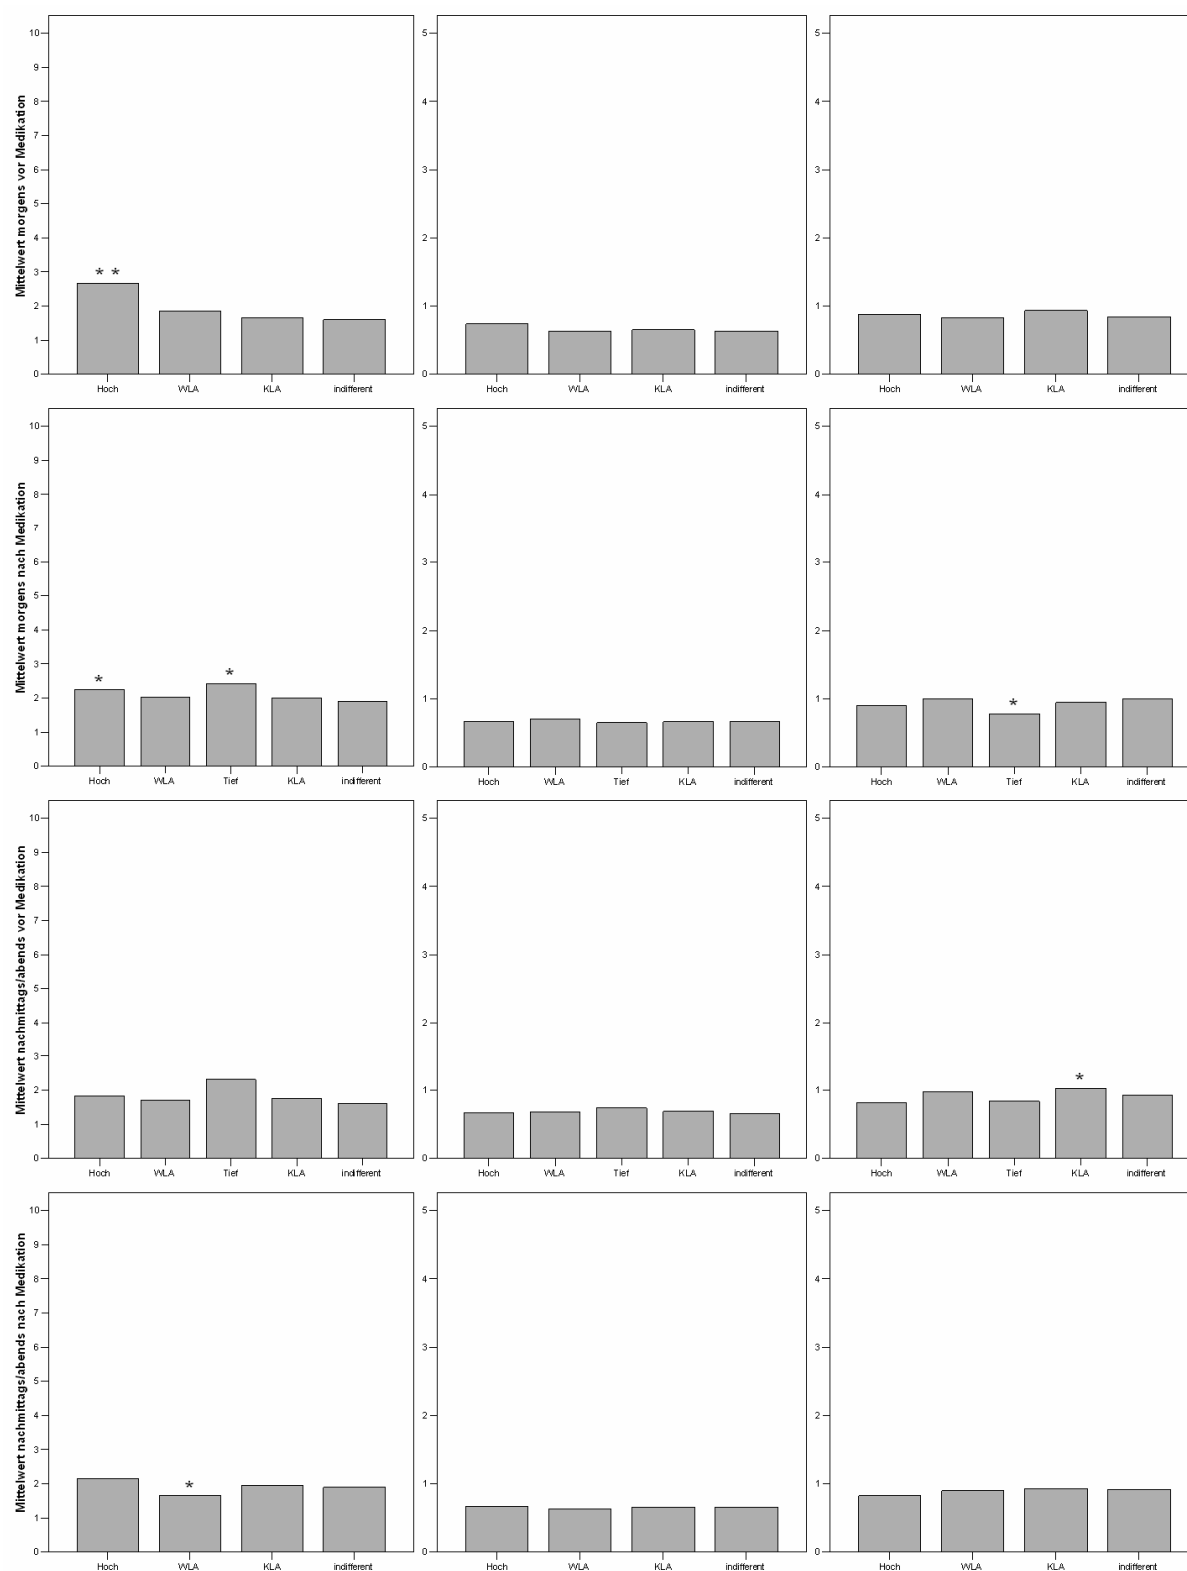 Mittelwert morgens vor Medikation
10 9 8 7 6 5 4 3 2 1 0
* *
Hoch WLA KLA indifferent
5 4 3 2 1 0
Hoch WLA KLA indifferent
5 4 3 2 1 0
Hoch WLA KLA indifferent
Mittelwert morgens nach Medikation
10 9 8 7 6 5 4 3 2 1 0
* *
Hoch WLA Tief KLA indifferent
5 4 3 2 1 0
Hoch WLA Tief KLA indifferent
5 4 3 2 1 0
*
Hoch WLA Tief KLA indifferent
Mittelwert nachmittags/abends vor Medikation
10 9 8 7 6 5 4 3 2 1 0
Hoch WLA Tief KLA indifferent
5 4 3 2 1 0
Hoch WLA Tief KLA indifferent
5 4 3 2 1 0
*
Hoch WLA Tief KLA indifferent
Mittelwert nachmittags/abends nach Medikation
10 9 8 7 6 5 4 3 2 1 0
*
Hoch WLA KLA indifferent
5 4 3 2 1 0
Hoch WLA KLA indifferent
5 4 3 2 1 0
Hoch WLA KLA indifferent